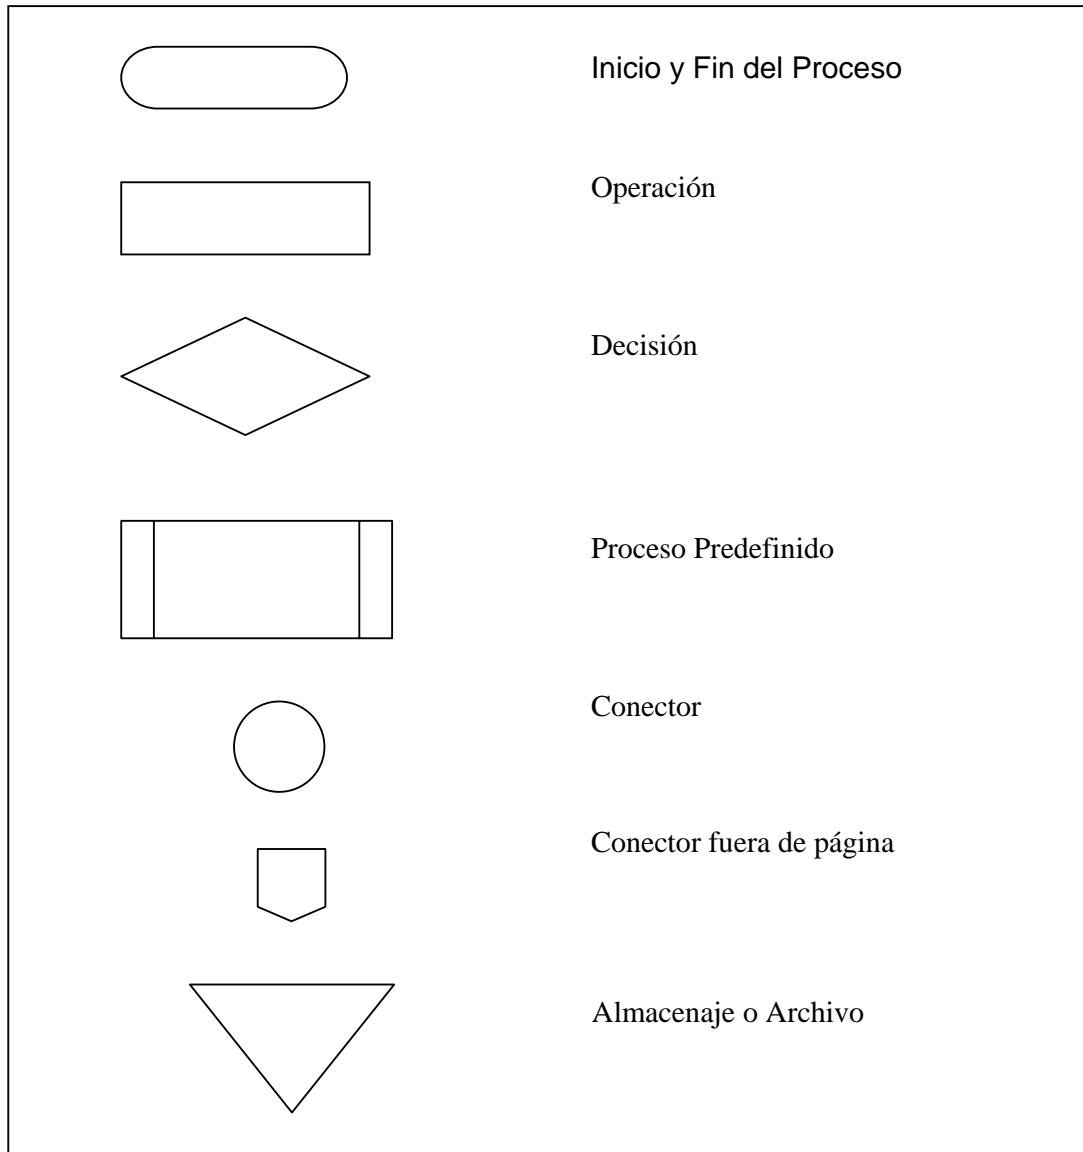 Inicio y Fin del Proceso
Operación
Decisión
Proceso Predefinido
Conector
Conector fuera de página
Almacenaje o Archivo